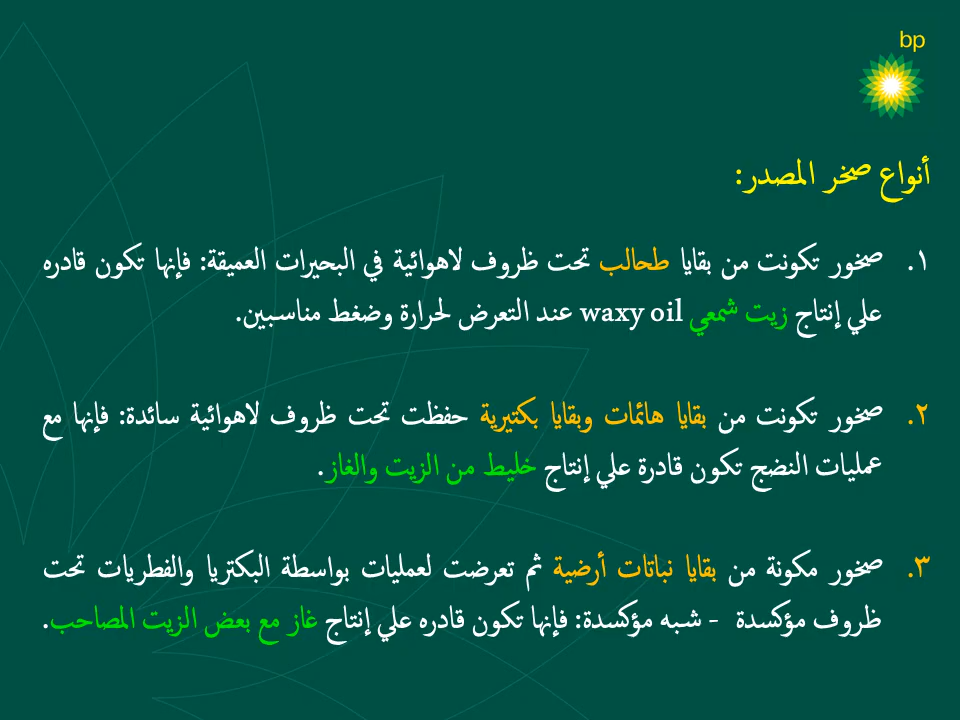 bp
أنواع صخر المصدر:
١. صخور تكونت من بقايا طحالب تحت ظروف لاهوائية في البحيرات العميقة: فإنها تكون قادره
علي إنتاج زيت شمعي waxy oil عند التعرض لحرارة وضغط مناسبين.
٢. صخور تكونت من بقايا هائمات وبقايا بكتيرية حفظت تحت ظروف لاهوائية سائدة: فإنها مع
عمليات النضج تكون قادرة علي إنتاج خليط من الزيت والغاز.
٣. صخور مكونة من بقايا نباتات أرضية ثم تعرضت لعمليات بواسطة البكتريا والفطريات تحت
ظروف مؤكسدة - شبه مؤكسدة: فإنها تكون قادره علي إنتاج غاز مع بعض الزيت المصاحب.